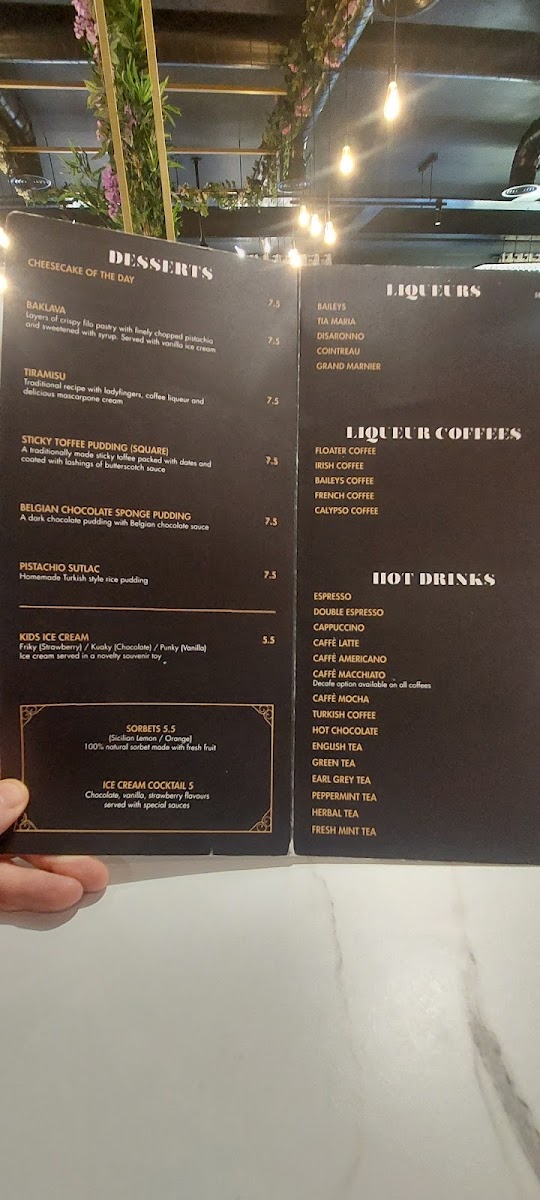 DESSERTS
CHEESECAKE OF THE DAY 7.5
BAKLAVA
Layers of crispy filo pastry with finely chopped pistachio
and sweetened with syrup. Served with vanilla ice cream 7.5
TIRAMISU
Traditional recipe with ladyfingers, coffee liqueur and
delicious mascarpone cream 7.5
STICKY TOFFEE PUDDING (SQUARE)
A traditionally made sticky toffee packed with dates and 7.5
coated with lashings of butterscotch sauce
BELGIAN CHOCOLATE SPONGE PUDDING
A dark chocolate pudding with Belgian chocolate sauce 7.5
PISTACHIO SUTLAC
Homemade Turkish style rice pudding 7.5
KIDS ICE CREAM 5.5
Friky (Strawberry) / Kuaky (Chocolate) / Punky (Vanilla)
Ice cream served in a novelty souvenir toy
SORBETS 5.5
(Sicilian Lemon / Orange)
100% natural sorbet made with fresh fruit
ICE CREAM COCKTAIL 5
Chocolate, vanilla, strawberry flavours
served with special sauces
LIQUEURS
BAILEYS
TIA MARIA
DISARONNO
COINTREAU
GRAND MARNIER
LIQUEUR COFFEES
FLOATER COFFEE
IRISH COFFEE
BAILEYS COFFEE
FRENCH COFFEE
CALYPSO COFFEE
HOT DRINKS
ESPRESSO
DOUBLE ESPRESSO
CAPPUCCINO
CAFFÈ LATTE
CAFFÈ AMERICANO
CAFFÈ MACCHIATO
Decafe option available on all coffees
CAFFÈ MOCHA
TURKISH COFFEE
HOT CHOCOLATE
ENGLISH TEA
GREEN TEA
EARL GREY TEA
PEPPERMINT TEA
HERBAL TEA
FRESH MINT TEA